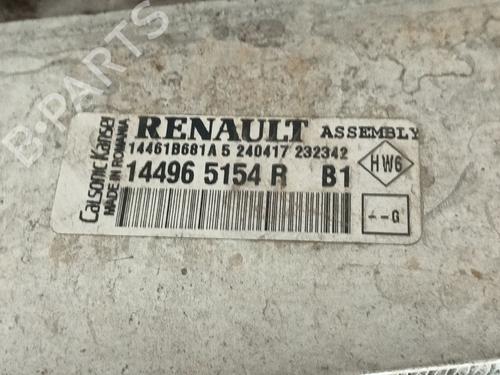 B-PARTS
Calsonic Kansei
MADE IN ROMANIA
RENAULT ASSEMBLY
14461B681A 5 240417 232342
14496 5154 R B1
HW6
--G